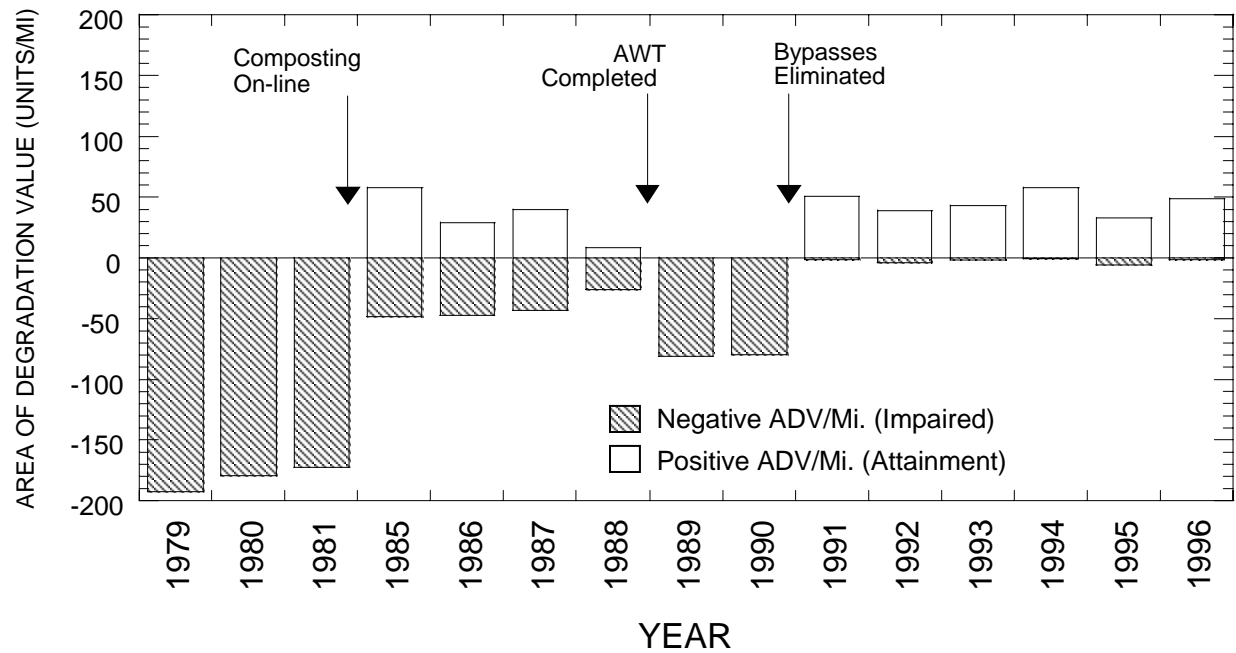 AREA OF DEGRADATION VALUE (UNITS/MI)
200
150
100
50
0
-50
-100
-150
-200
Composting
On-line
AWT
Completed
Bypasses
Eliminated
Negative ADV/Mi. (Impaired)
Positive ADV/Mi. (Attainment)
1979
1980
1981
1985
1986
1987
1988
1989
1990
1991
1992
1993
1994
1995
1996
YEAR